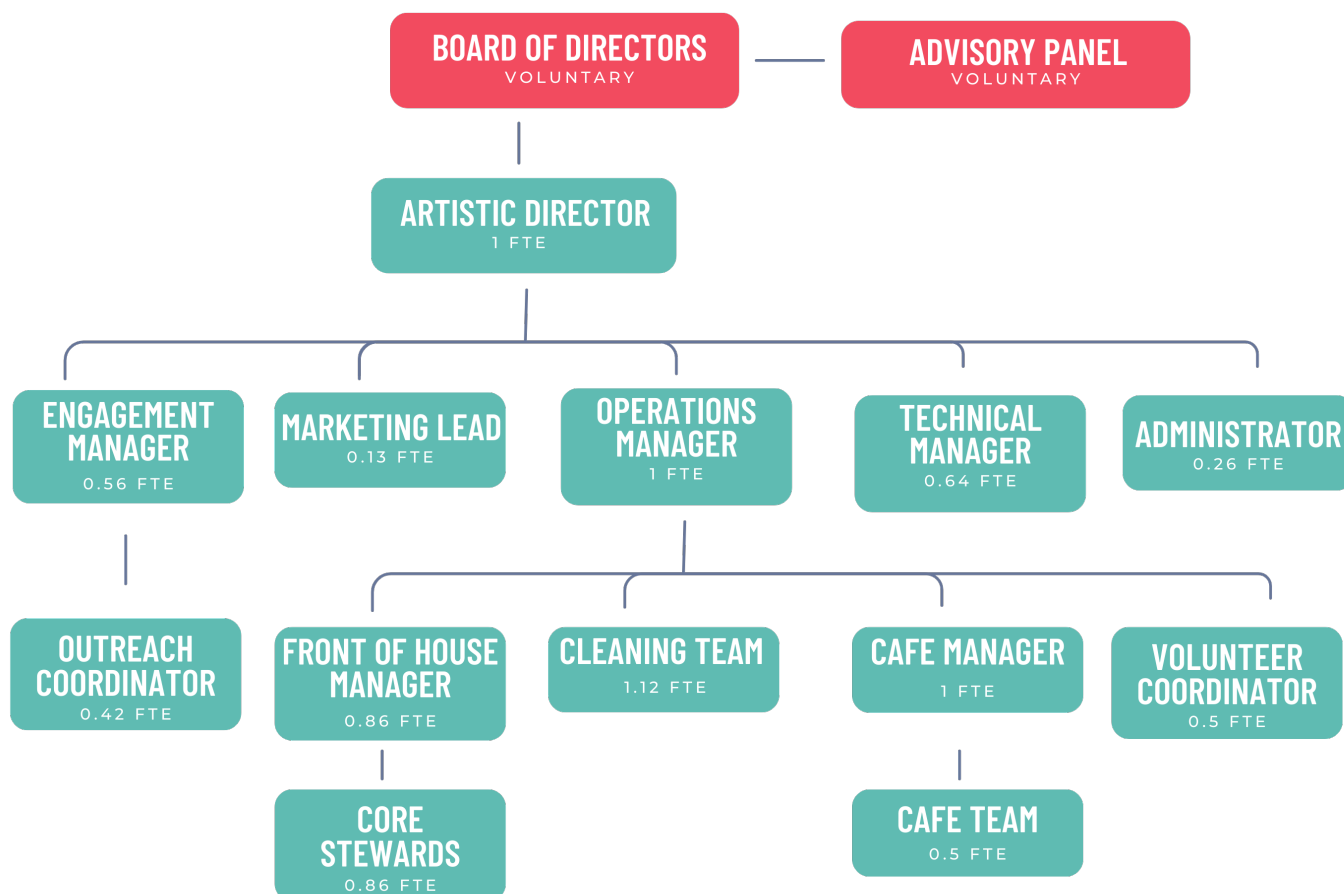 BOARD OF DIRECTORS
VOLUNTARY
ADVISORY PANEL
VOLUNTARY
ARTISTIC DIRECTOR
1 FTE
ENGAGEMENT
MANAGER
0.56 FTE
MARKETING LEAD
0.13 FTE
OPERATIONS
MANAGER
1 FTE
TECHNICAL
MANAGER
0.64 FTE
ADMINISTRATOR
0.26 FTE
OUTREACH
COORDINATOR
0.42 FTE
FRONT OF HOUSE
MANAGER
0.86 FTE
CLEANING TEAM
1.12 FTE
CAFE MANAGER
1 FTE
VOLUNTEER
COORDINATOR
0.5 FTE
CORE
STEWARDS
0.86 FTE
CAFE TEAM
0.5 FTE